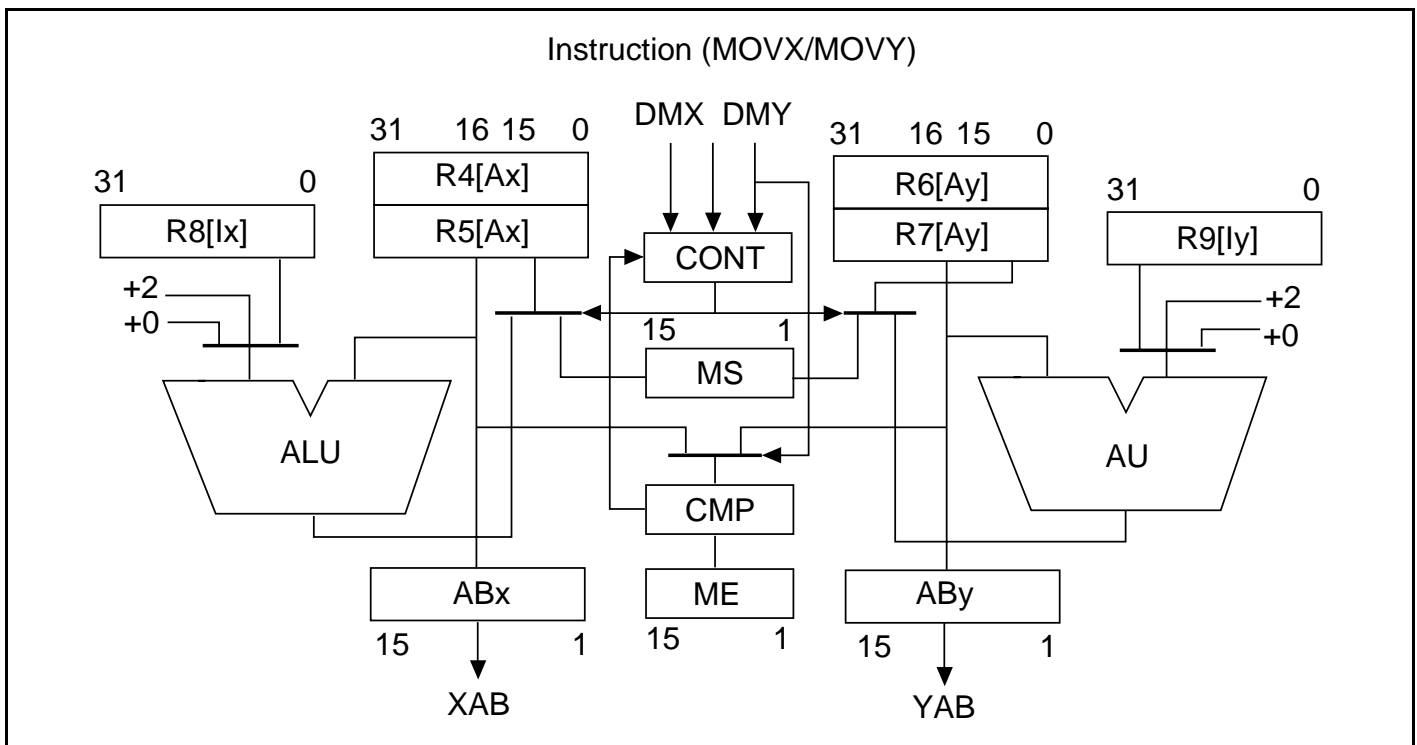 Instruction (MOVX/MOVY)
DMX DMY
31 16 15 0
31 16 15 0
31 0
R4[Ax]
R6[Ay]
31 0
R8[Ix]
R5[Ax]
CONT
R7[Ay]
R9[Iy]
+2
+0
+2
+0
15 1
MS
ALU
AU
CMP
ABx
ME
ABy
15 1
15 1
15 1
XAB
YAB